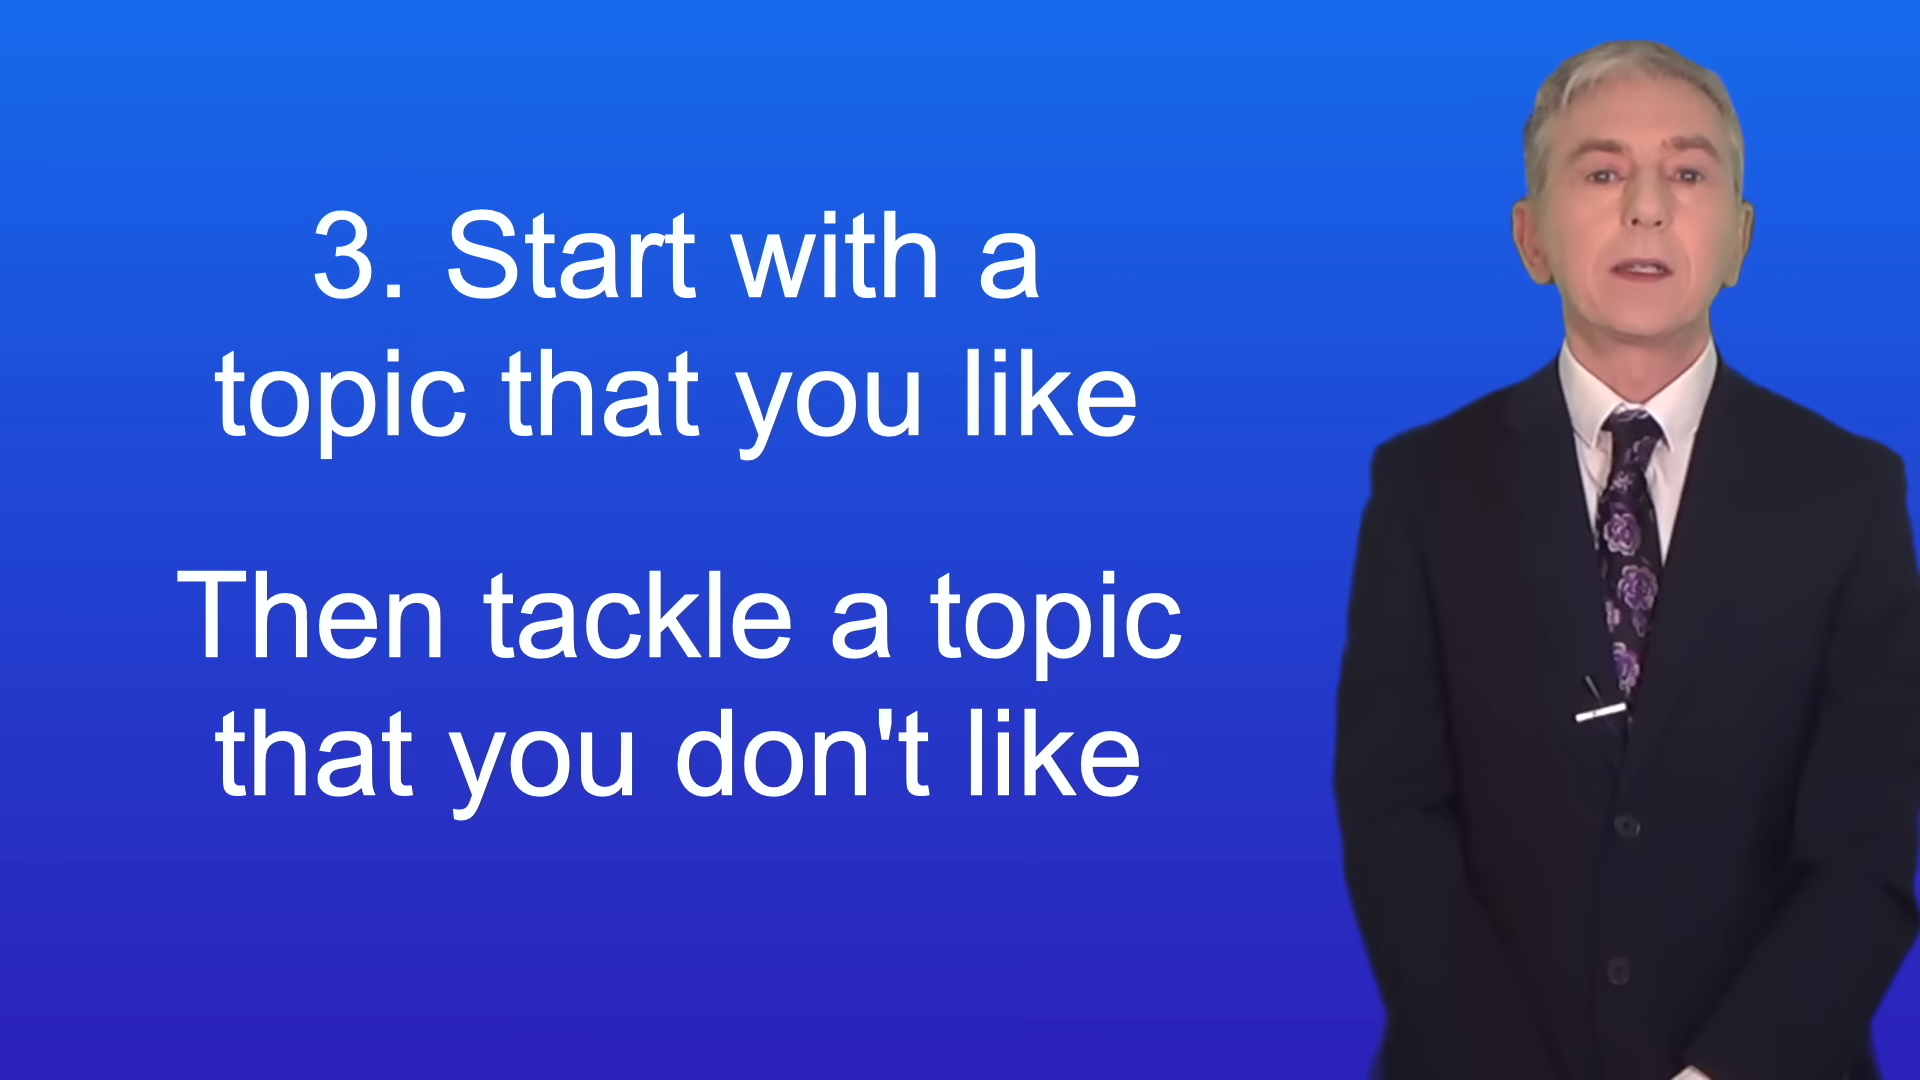 3. Start with a
topic that you like
Then tackle a topic
that you don't like